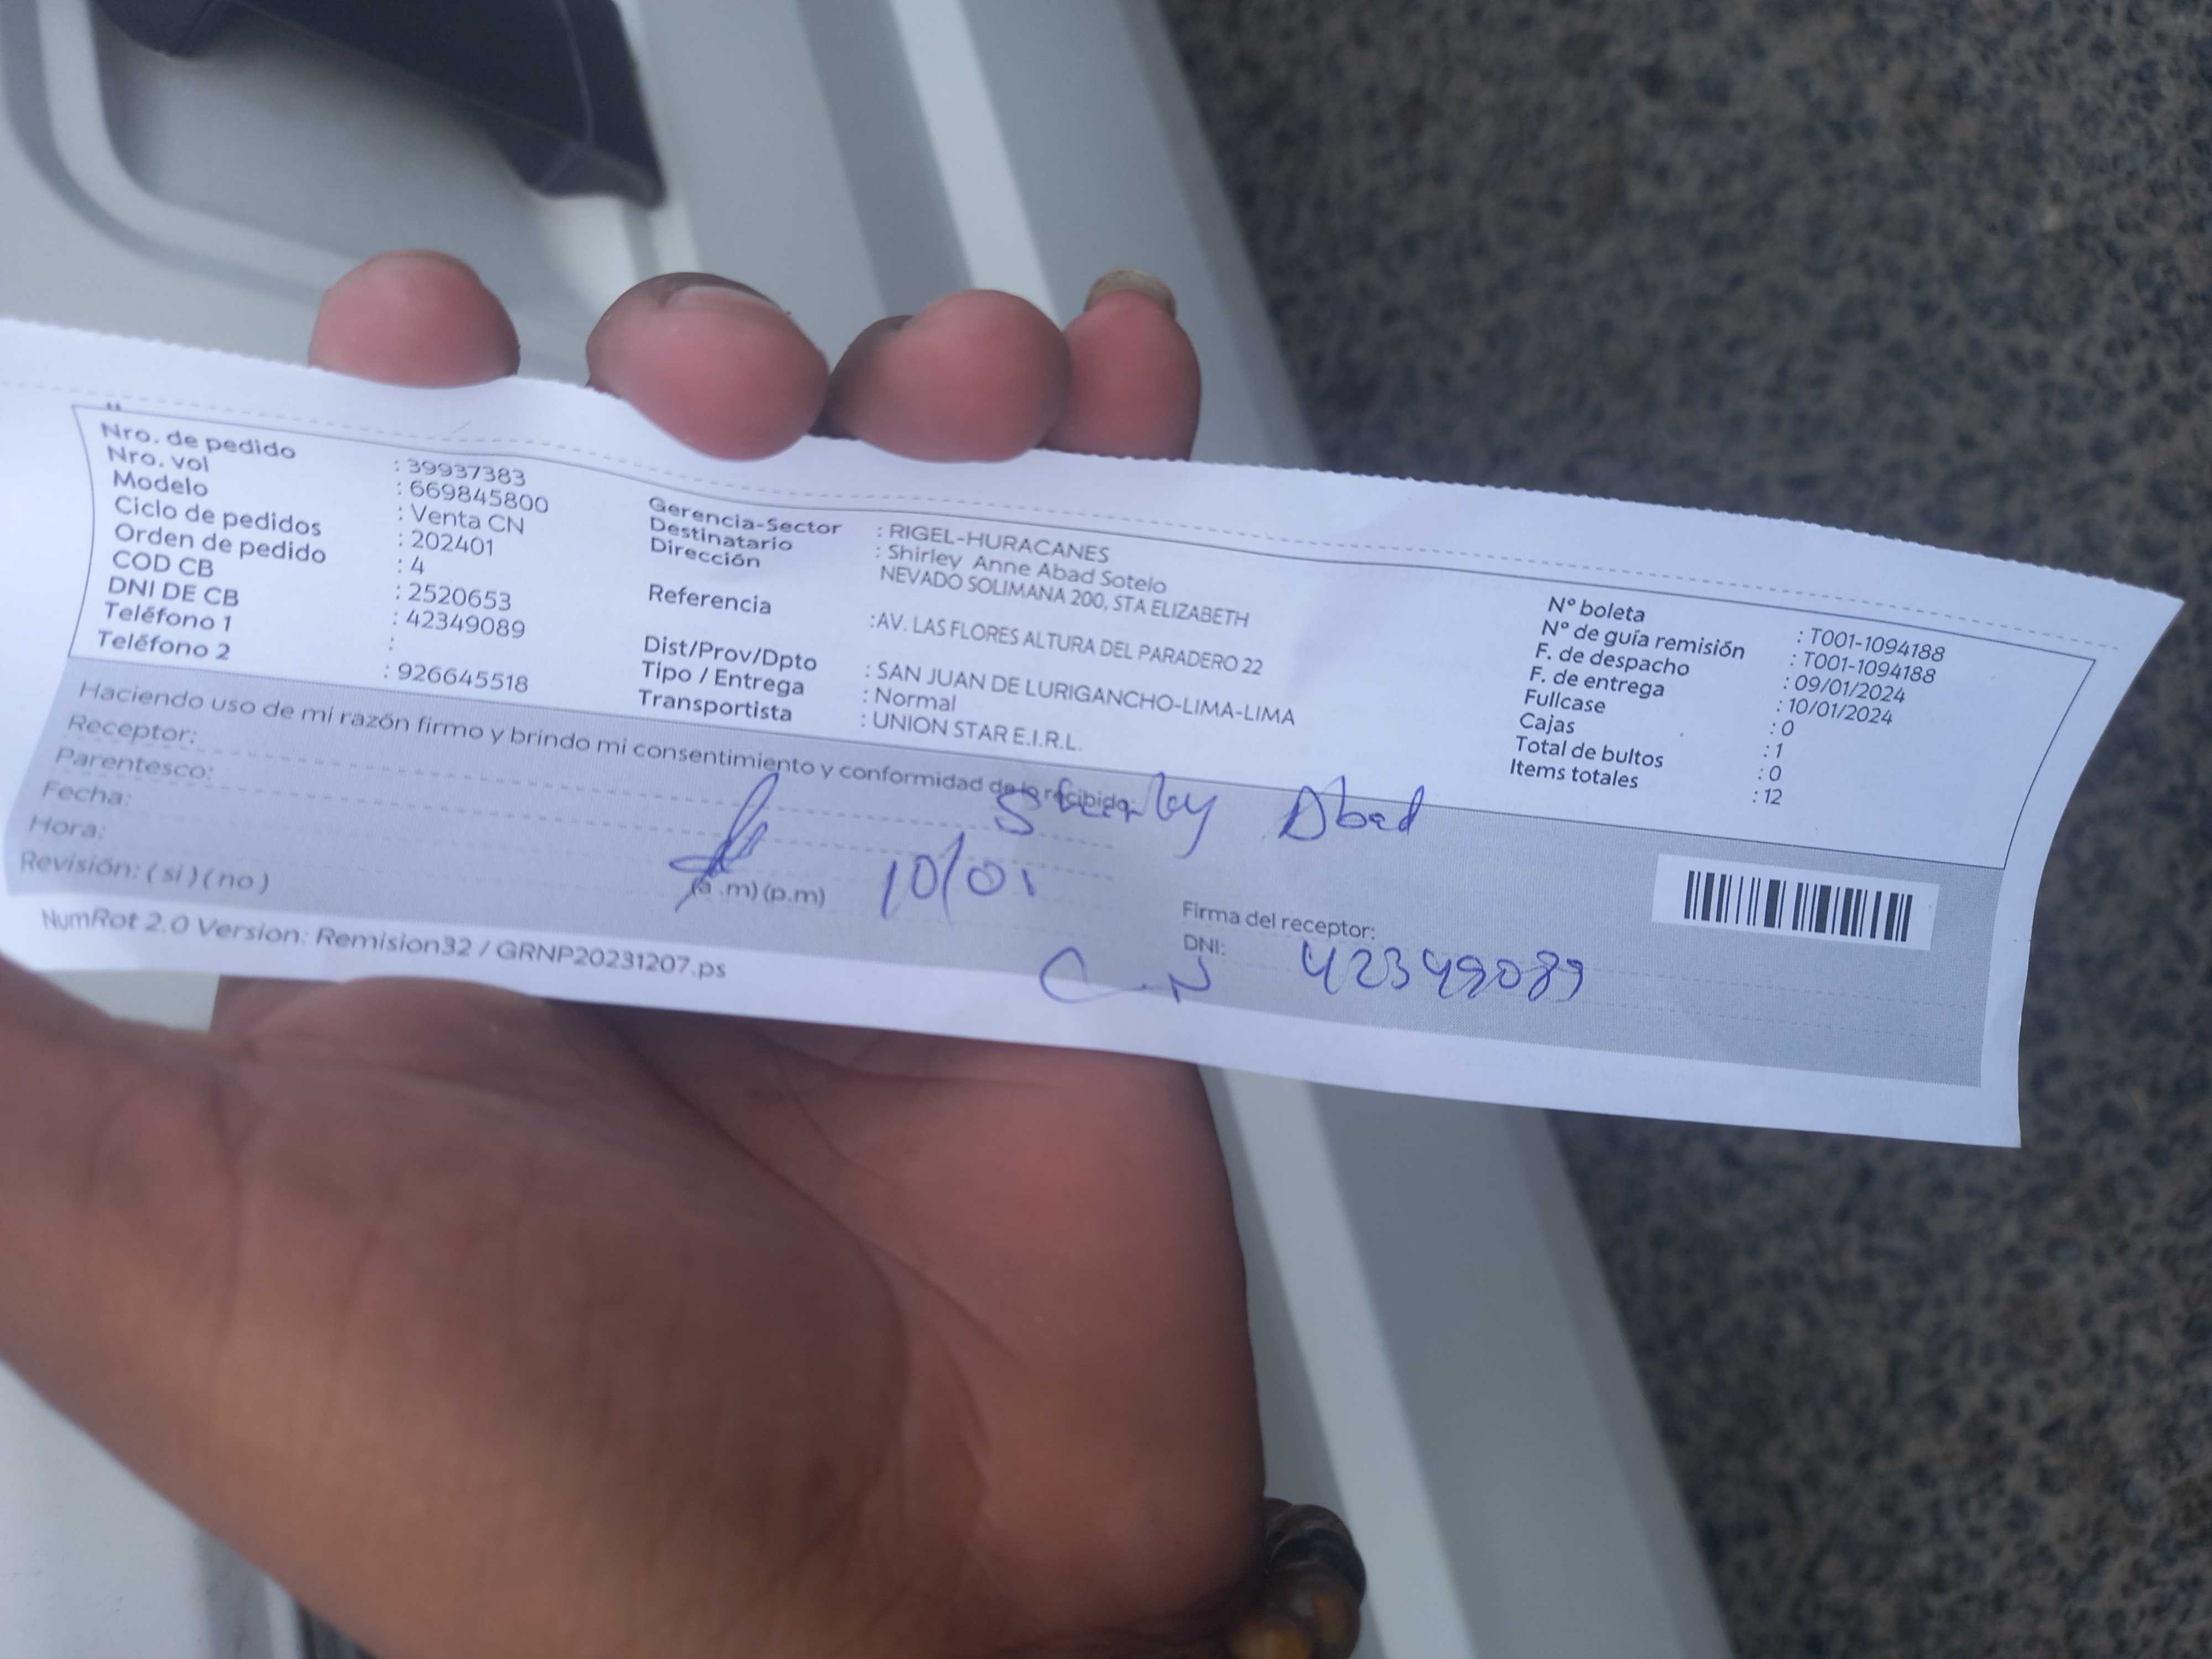 Nro. de pedido : 39937383
Nro. vol : 669845800
Modelo : Venta CN
Ciclo de pedidos : 202401
Orden de pedido : 4
COD CB : 2520653
DNI DE CB : 42349089
Teléfono 1 :
Teléfono 2 : 926645518
Gerencia-Sector : RIGEL-HURACANES
Destinatario : Shirley Anne Abad Sotelo
Dirección NEVADO SOLIMANA 200, STA ELIZABETH
Referencia :AV. LAS FLORES ALTURA DEL PARADERO 22
Dist/Prov/Dpto : SAN JUAN DE LURIGANCHO-LIMA-LIMA
Tipo / Entrega : Normal
Transportista : UNION STAR E.I.R.L.
N° boleta : T001-1094188
N° de guía remisión : T001-1094188
F. de despacho : 09/01/2024
F. de entrega : 10/01/2024
Fullcase : 0
Cajas : 1
Total de bultos : 0
Items totales : 12
Haciendo uso de mi razón firmo y brindo mi consentimiento y conformidad de lo recibido:
Receptor: Shirley Abad
Parentesco:
Fecha: 10/01
Hora: (a .m) (p.m)
Revisión: ( si ) ( no )
Firma del receptor:
DNI: 42349089
C N
NumRot 2.0 Version: Remision32 / GRNP20231207.ps